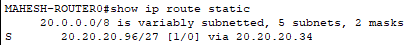 MAHESH-ROUTER0#show ip route static
20.0.0.0/8 is variably subnetted, 5 subnets, 2 masks
S 20.20.20.96/27 [1/0] via 20.20.20.34